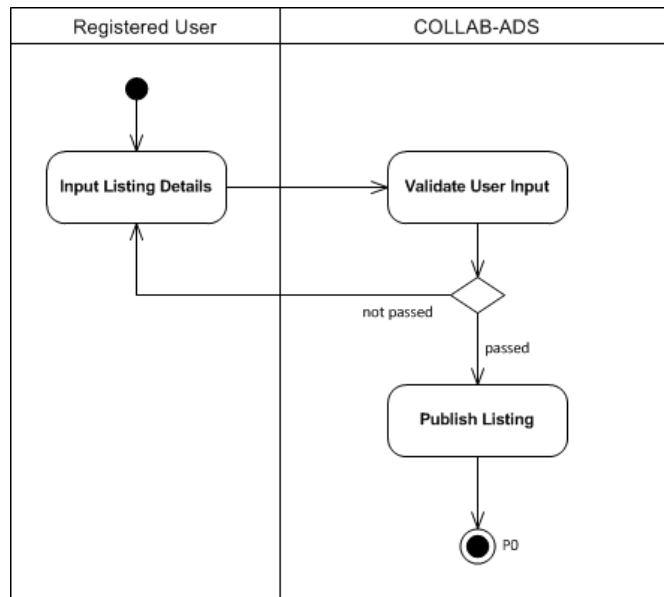 Registered User
COLLAB-ADS
Input Listing Details
Validate User Input
not passed
passed
Publish Listing
P0